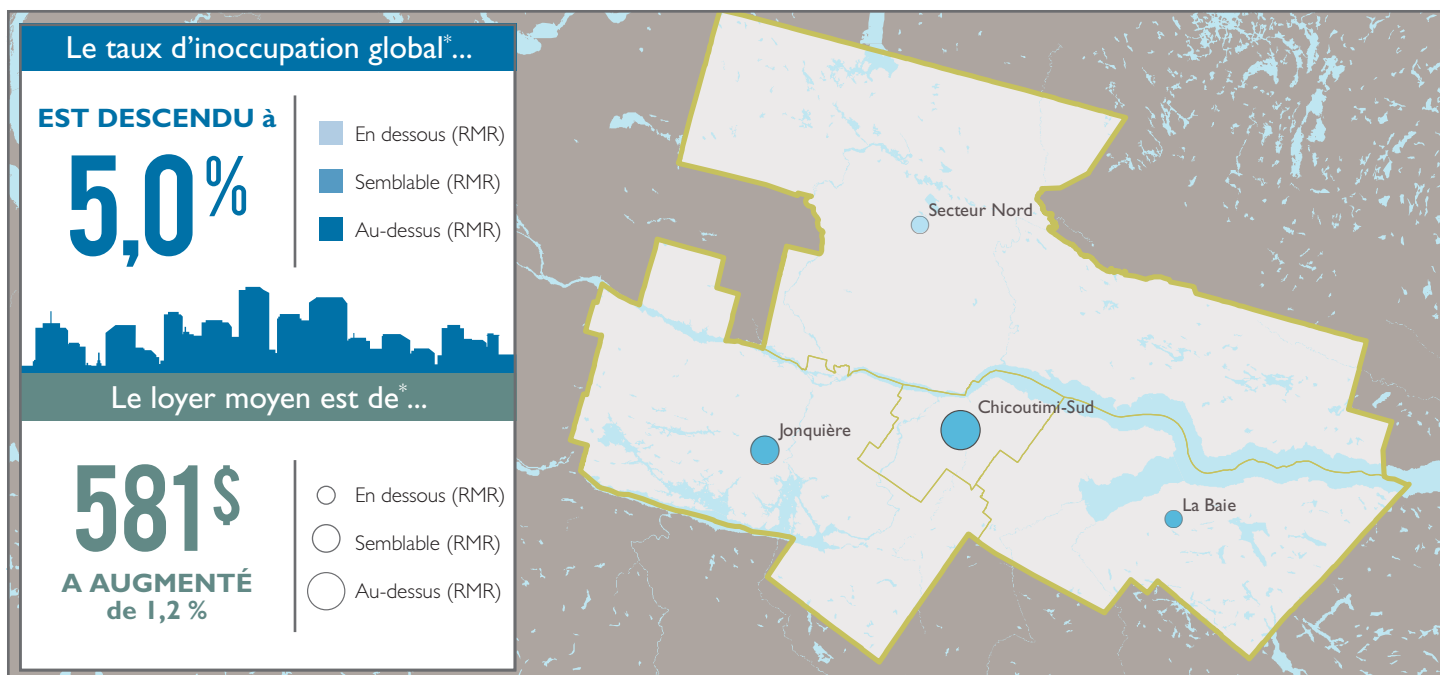 Le taux d'inoccupation global*...
EST DESCENDU à
5,0 %
En dessous (RMR)
Semblable (RMR)
Au-dessus (RMR)
Le loyer moyen est de*...
581 $
A AUGMENTÉ
de 1,2 %
En dessous (RMR)
Semblable (RMR)
Au-dessus (RMR)
Secteur Nord
Chicoutimi-Sud
Jonquière
La Baie